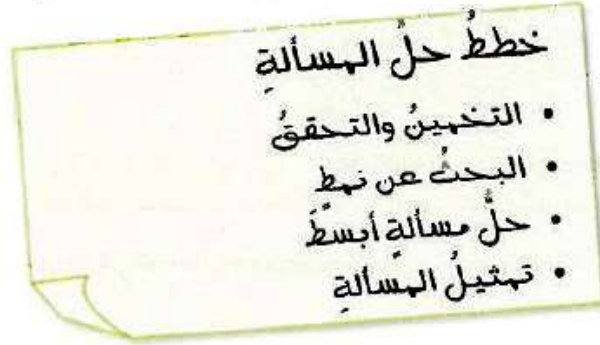 خططُ حلِّ المسألةِ
• التخمينُ والتحققُ
• البحثُ عن نمطٍ
• حلُّ مسألةٍ أبسطَ
• تمثيلُ المسألةِ